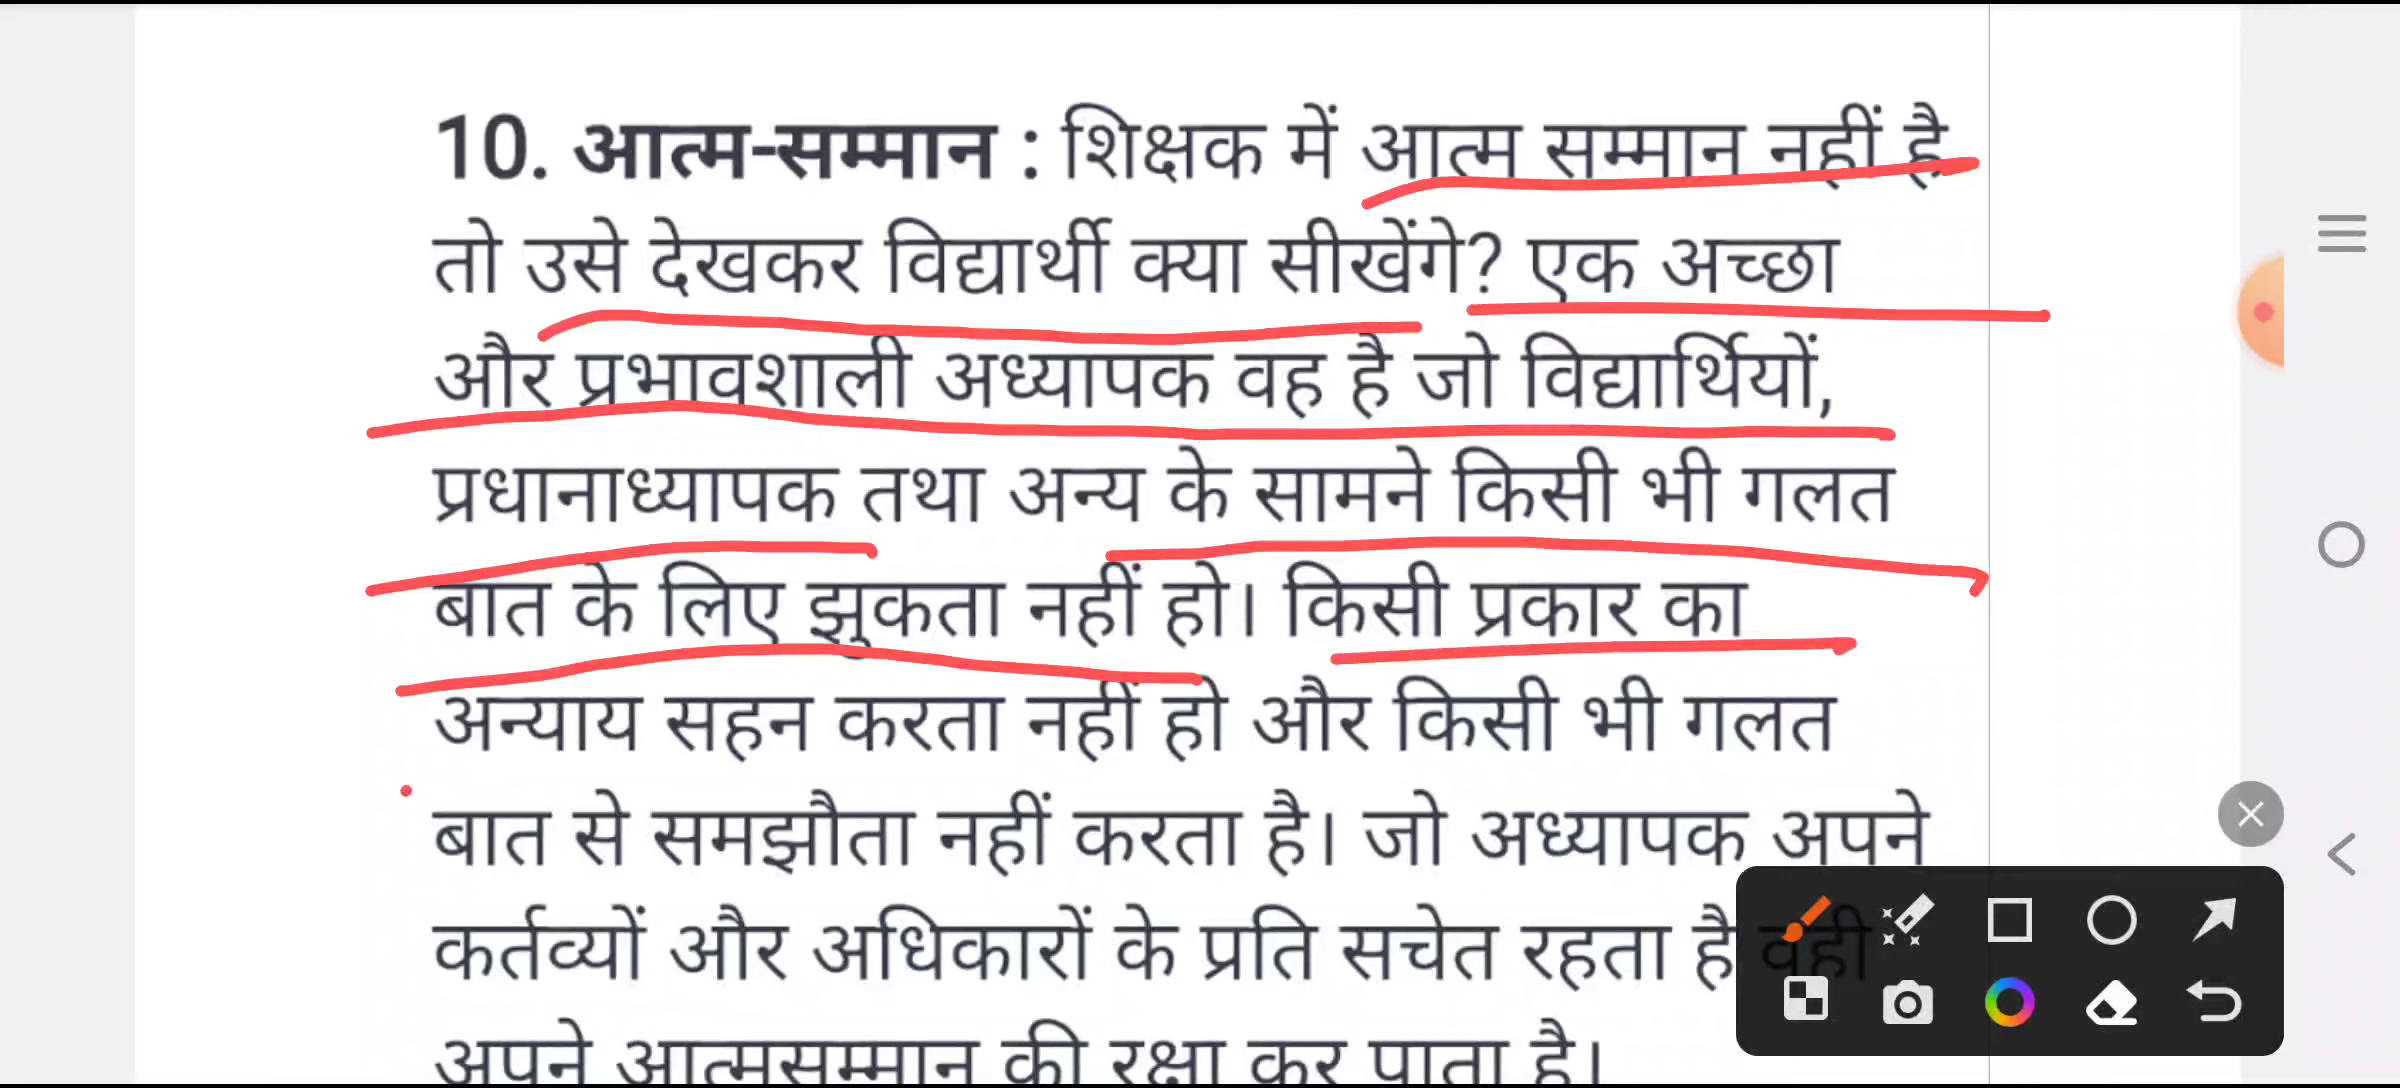 10. आत्म-सम्मान : शिक्षक में आत्म सम्मान नहीं है
तो उसे देखकर विद्यार्थी क्या सीखेंगे? एक अच्छा
और प्रभावशाली अध्यापक वह है जो विद्यार्थियों,
प्रधानाध्यापक तथा अन्य के सामने किसी भी गलत
बात के लिए झुकता नहीं हो। किसी प्रकार का
अन्याय सहन करता नहीं हो और किसी भी गलत
बात से समझौता नहीं करता है। जो अध्यापक अपने
कर्तव्यों और अधिकारों के प्रति सचेत रहता है वही
अपने आत्मसम्मान की रक्षा कर पाता है।